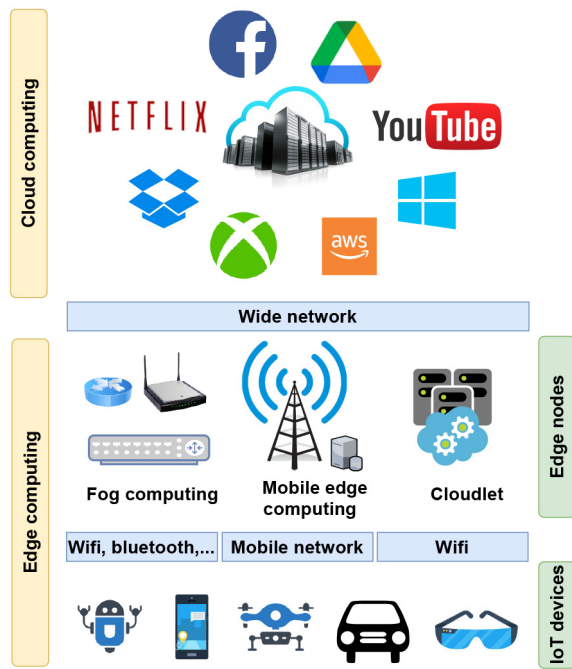 Cloud computing
NETFLIX
YouTube
aws
Wide network
Edge computing
Edge nodes
Fog computing
Mobile edge
computing
Cloudlet
Wifi, bluetooth,...
Mobile network
Wifi
IoT devices